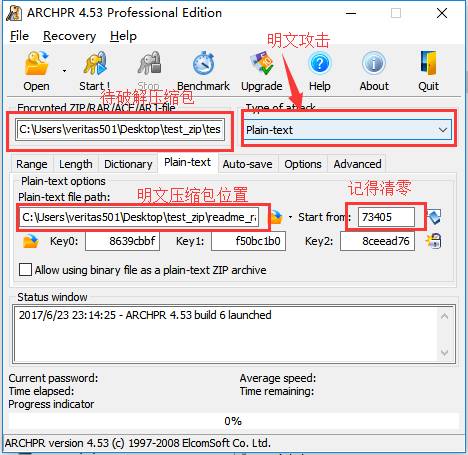 ARCHPR 4.53 Professional Edition
File Recovery Help
明文攻击
Open Start! Stop Benchmark Upgrade Help About Quit
待破解压缩包
Encrypted ZIP/RAR/ACE/ARJ-file Type of attack
C:\Users\veritas501\Desktop\test_zip\tes Plain-text
Range Length Dictionary Plain-text Auto-save Options Advanced
Plain-text options
明文压缩包位置 记得清零
Plain-text file path:
C:\Users\veritas501\Desktop\test_zip\readme_ra Start from: 73405
Key0: 8639cbbf Key1: f50bc1b0 Key2: 8ceead76
Allow using binary file as a plain-text ZIP archive
Status window
2017/6/23 23:14:25 - ARCHPR 4.53 build 6 launched
Current password: Average speed:
Time elapsed: Time remaining:
Progress indicator
0%
ARCHPR version 4.53 (c) 1997-2008 ElcomSoft Co. Ltd.